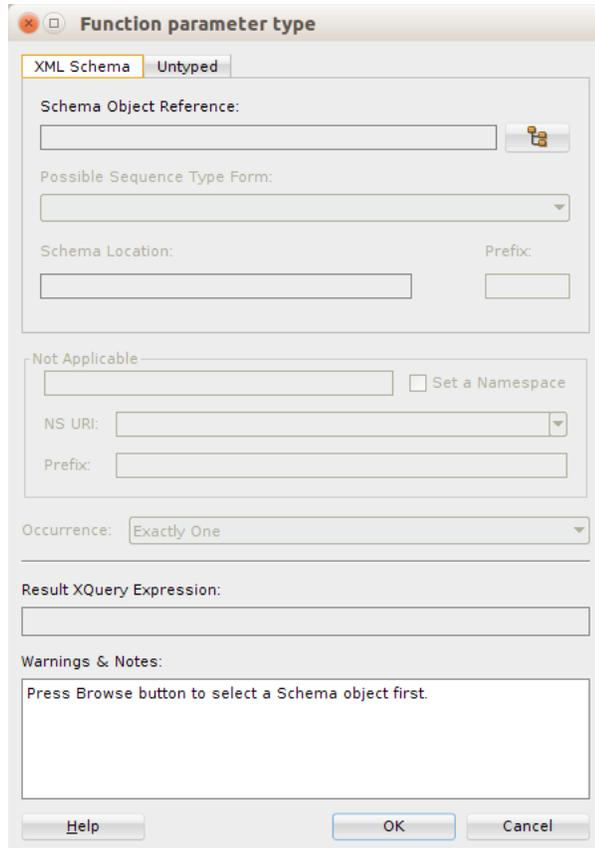 Function parameter type
XML Schema Untyped
Schema Object Reference:
Possible Sequence Type Form:
Schema Location: Prefix:
Not Applicable
Set a Namespace
NS URI:
Prefix:
Occurrence: Exactly One
Result XQuery Expression:
Warnings & Notes:
Press Browse button to select a Schema object first.
Help OK Cancel